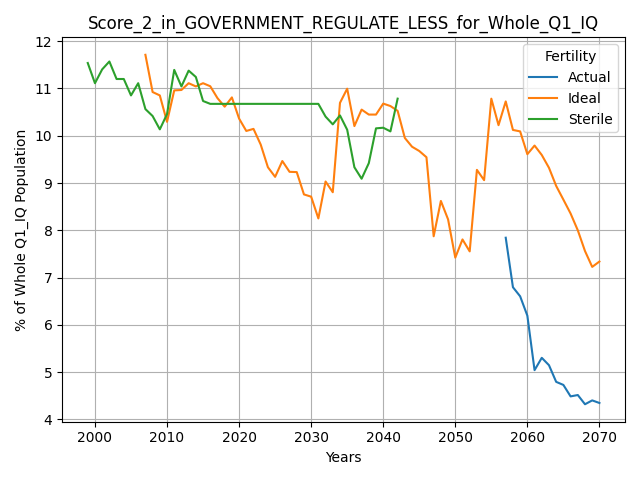 Score_2_in_GOVERNMENT_REGULATE_LESS_for_Whole_Q1_IQ
% of Whole Q1_IQ Population
12
11
10
9
8
7
6
5
4
Fertility
Actual
Ideal
Sterile
2000 2010 2020 2030 2040 2050 2060 2070
Years